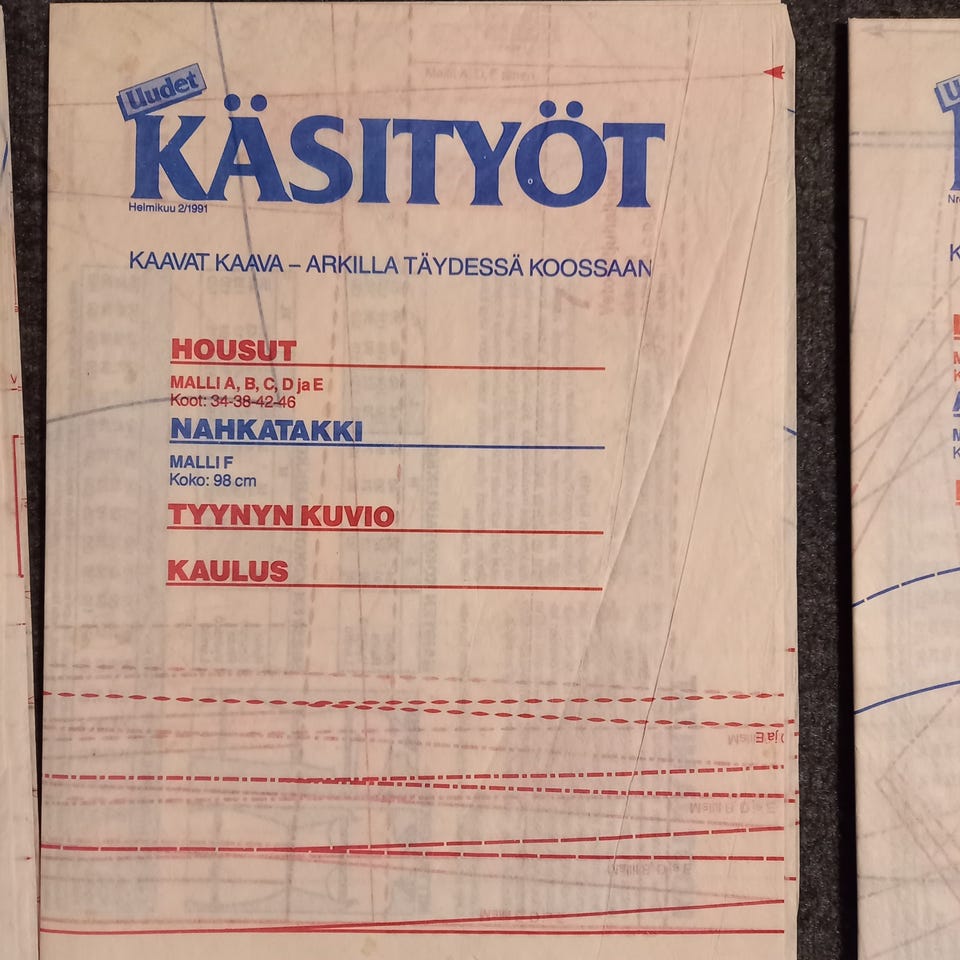 Uudet
KÄSITYÖT
Helmikuu 2/1991
KAAVAT KAAVA – ARKILLA TÄYDESSÄ KOOSSAAN
HOUSUT
MALLI A, B, C, D ja E
Koot: 34-38-42-46
NAHKATAKKI
MALLI F
Koko: 98 cm
TYYNYN KUVIO
KAULUS